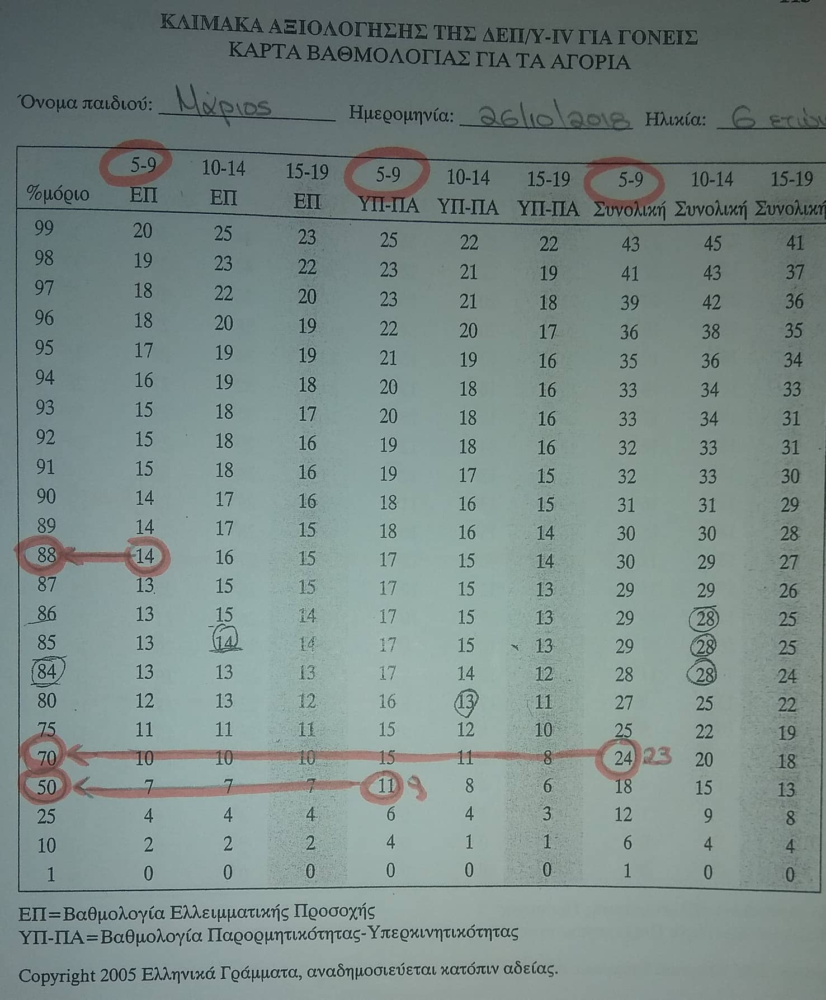 ΚΛΙΜΑΚΑ ΑΞΙΟΛΟΓΗΣΗΣ ΤΗΣ ΔΕΠ/Υ-IV ΓΙΑ ΓΟΝΕΙΣ
ΚΑΡΤΑ ΒΑΘΜΟΛΟΓΙΑΣ ΓΙΑ ΤΑ ΑΓΟΡΙΑ
Όνομα παιδιού: Μάριος Ημερομηνία: 26/10/2018 Ηλικία: 6 ετών
5-9 10-14 15-19 5-9 10-14 15-19 5-9 10-14 15-19
%μόριο ΕΠ ΕΠ ΕΠ ΥΠ-ΠΑ ΥΠ-ΠΑ ΥΠ-ΠΑ Συνολική Συνολική Συνολική
99 20 25 23 25 22 22 43 45 41
98 19 23 22 23 21 19 41 43 37
97 18 22 20 23 21 18 39 42 36
96 18 20 19 22 20 17 36 38 35
95 17 19 19 21 19 16 35 36 34
94 16 19 18 20 18 16 33 34 33
93 15 18 17 20 18 16 33 34 31
92 15 18 16 19 18 16 32 33 31
91 15 18 16 19 17 15 32 33 30
90 14 17 16 18 16 15 31 31 29
89 14 17 15 18 16 14 30 30 28
88 14 16 15 17 15 14 30 29 27
87 13 15 15 17 15 13 29 29 26
86 13 15 14 17 15 13 29 28 25
85 13 14 14 17 15 13 29 28 25
84 13 13 13 17 14 12 28 28 24
80 12 13 12 16 13 11 27 25 22
75 11 11 11 15 12 10 25 22 19
70 10 10 10 15 11 8 24 23 20 18
50 7 7 7 11 9 8 6 18 15 13
25 4 4 4 6 4 3 12 9 8
10 2 2 2 4 1 1 6 4 4
1 0 0 0 0 0 0 1 0 0
ΕΠ=Βαθμολογία Ελλειμματικής Προσοχής
ΥΠ-ΠΑ=Βαθμολογία Παρορμητικότητας-Υπερκινητικότητας
Copyright 2005 Ελληνικά Γράμματα, αναδημοσιεύεται κατόπιν αδείας.